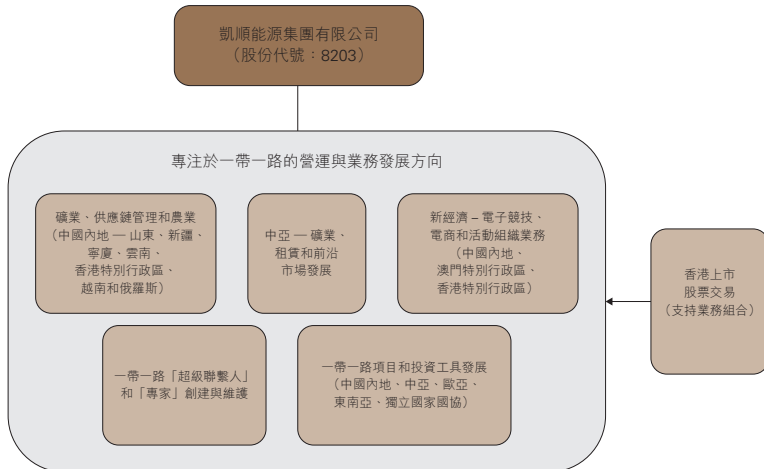 凱順能源集團有限公司
（股份代號：8203）
專注於一帶一路的營運與業務發展方向
礦業、供應鏈管理和農業
（中國內地 — 山東、新疆、
寧廈、雲南、
香港特別行政區、
越南和俄羅斯）
中亞 — 礦業、
租賃和前沿
市場發展
新經濟 – 電子競技、
電商和活動組織業務
（中國內地、
澳門特別行政區、
香港特別行政區）
香港上市
股票交易
（支持業務組合）
一帶一路「超級聯繫人」
和「專家」創建與維護
一帶一路項目和投資工具發展
（中國內地、中亞、歐亞、
東南亞、獨立國家國協）